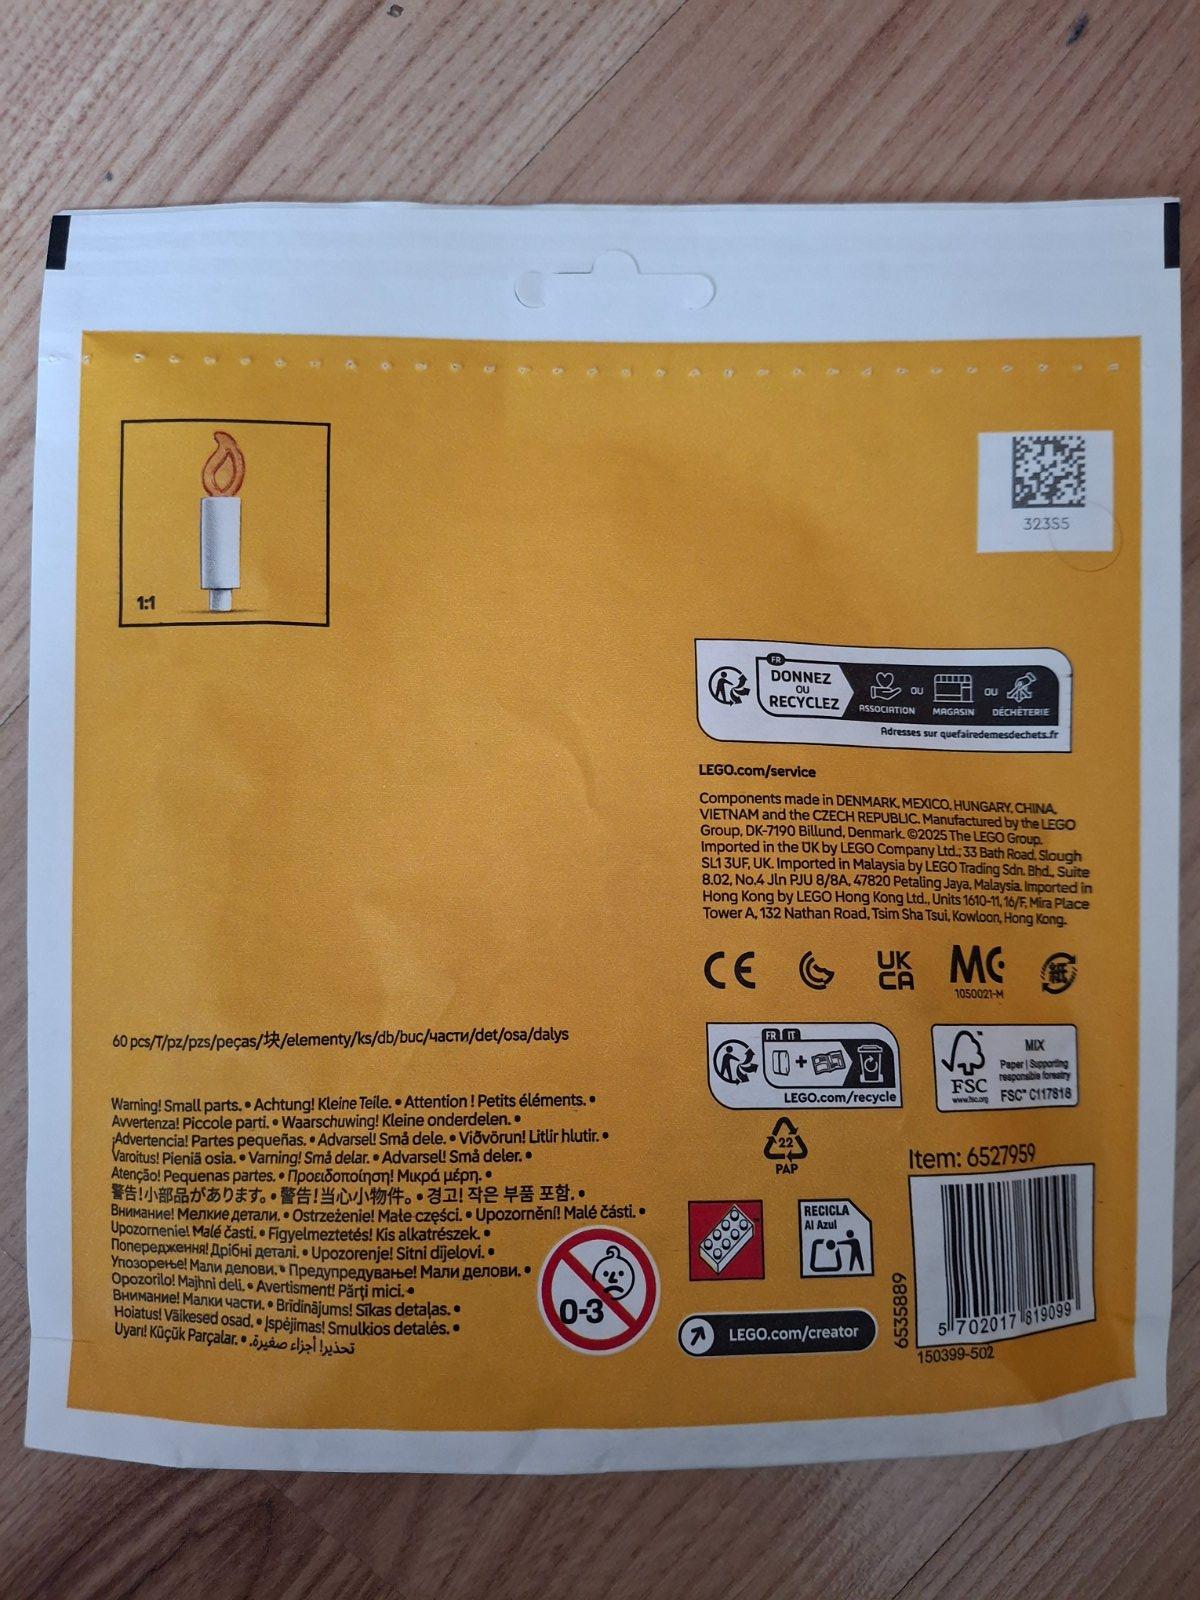 1:1
323S5
FR
DONNEZ
OU
RECYCLEZ
OU
OU
ASSOCIATION
MAGASIN
DÉCHÈTERIE
Adresses sur quefairedemesdechets.fr
LEGO.com/service
Components made in DENMARK, MEXICO, HUNGARY, CHINA,
VIETNAM and the CZECH REPUBLIC. Manufactured by the LEGO
Group, DK-7190 Billund, Denmark. ©2025 The LEGO Group.
Imported in the UK by LEGO Company Ltd., 33 Bath Road, Slough
SL1 3UF, UK. Imported in Malaysia by LEGO Trading Sdn. Bhd., Suite
8.02, No.4 Jln PJU 8/8A, 47820 Petaling Jaya, Malaysia. Imported in
Hong Kong by LEGO Hong Kong Ltd., Units 1610-11, 16/F, Mira Place
Tower A, 132 Nathan Road, Tsim Sha Tsui, Kowloon, Hong Kong.
CE
UK
CA
MC
1050021-M
紙
60 pcs/T/pz/pzs/peças/块/elementy/ks/db/buc/части/det/osa/dalys
FR IT
LEGO.com/recycle
FSC
www.fsc.org
MIX
Paper | Supporting
responsible forestry
FSC™ C117818
Warning! Small parts. • Achtung! Kleine Teile. • Attention ! Petits éléments. •
Avvertenza! Piccole parti. • Waarschuwing! Kleine onderdelen. •
¡Advertencia! Partes pequeñas. • Advarsel! Små dele. • Viðvörun! Litlir hlutir. •
Varoitus! Pieniä osia. • Varning! Små delar. • Advarsel! Små deler. •
Atenção! Pequenas partes. • Προειδοποίηση! Μικρά μέρη. •
警告!小部品があります。• 警告!当心小物件。• 경고! 작은 부품 포함. •
Внимание! Мелкие детали. • Ostrzeżenie! Małe części. • Upozornění! Malé části. •
Upozornenie! Malé časti. • Figyelmeztetés! Kis alkatrészek. •
Попередження! Дрібні деталі. • Upozorenje! Sitni dijelovi. •
Упозорење! Мали делови. • Предупредување! Мали делови. •
Opozorilo! Majhni deli. • Avertisment! Părți mici. •
Внимание! Малки части. • Brīdinājums! Sīkas detaļas. •
Hoiatus! Väikesed osad. • Įspėjimas! Smulkios detalės. •
Uyarı! Küçük Parçalar. • تحذير! أجزاء صغيرة. •
0-3
22
PAP
RECICLA
Al Azul
LEGO.com/creator
Item: 6527959
6535889
5 702017 819099
150399-502